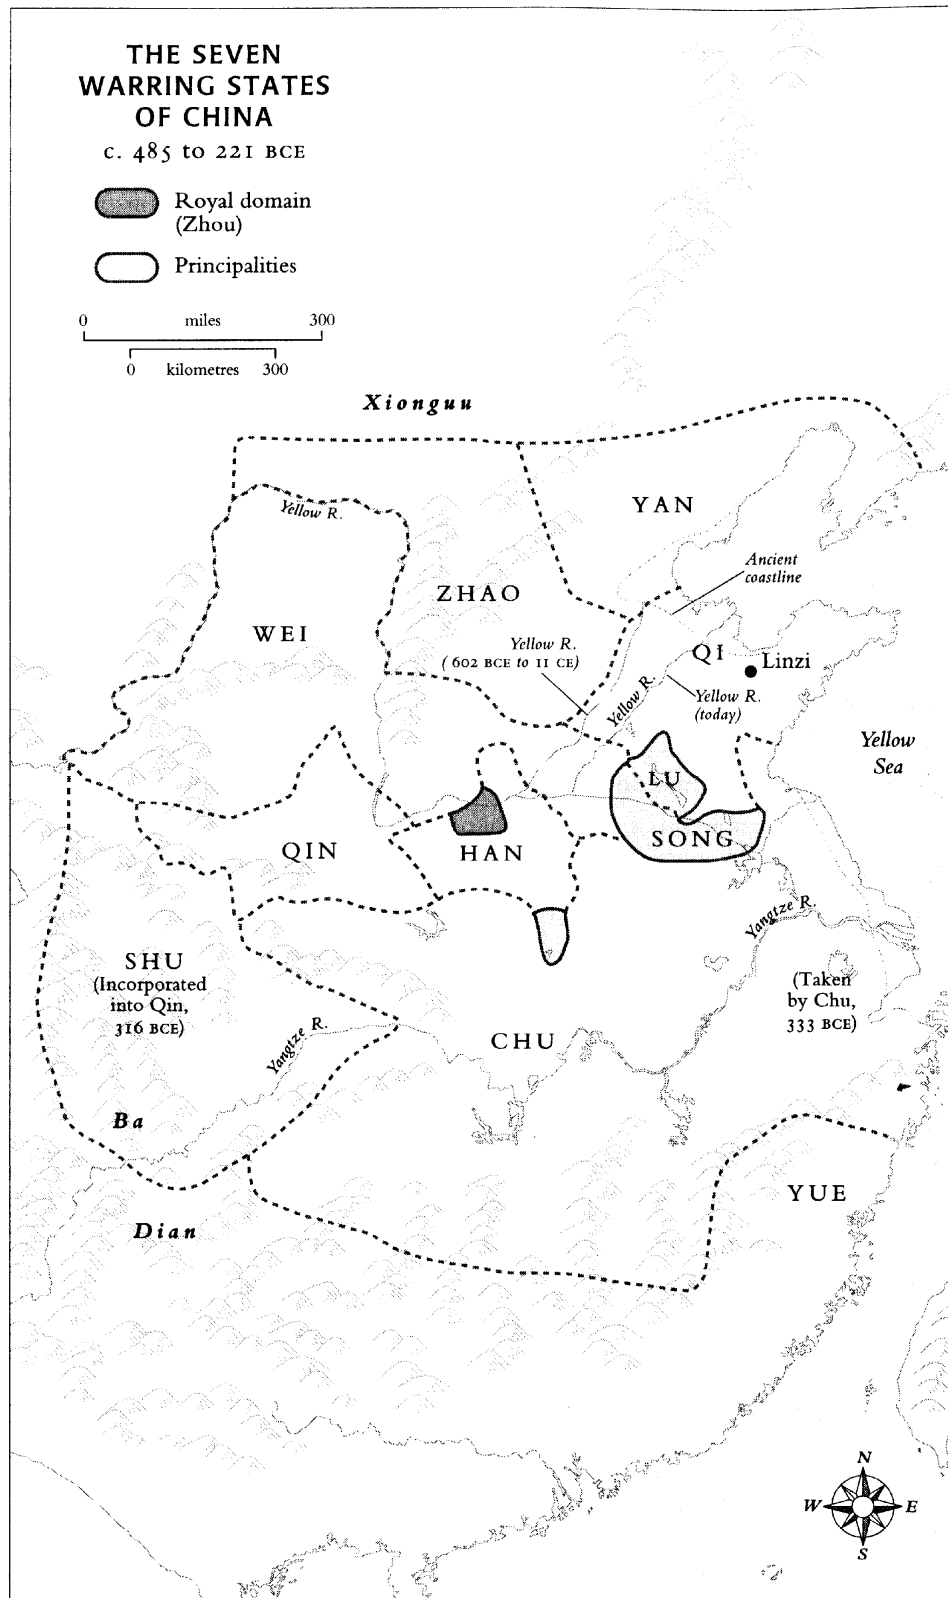 THE SEVEN
WARRING STATES
OF CHINA
c. 485 to 221 BCE
Royal domain
(Zhou)
Principalities
0 miles 300
0 kilometres 300
Xionguu
YAN
Yellow R.
Ancient
coastline
ZHAO
WEI
Yellow R.
(602 BCE to 11 CE)
QI
Linzi
Yellow R.
Yellow R.
(today)
Yellow
Sea
LU
SONG
QIN
HAN
Yangtze R.
SHU
(Incorporated
into Qin,
316 BCE)
(Taken
by Chu,
333 BCE)
Yangtze R.
CHU
Ba
YUE
Dian
N
W E
S